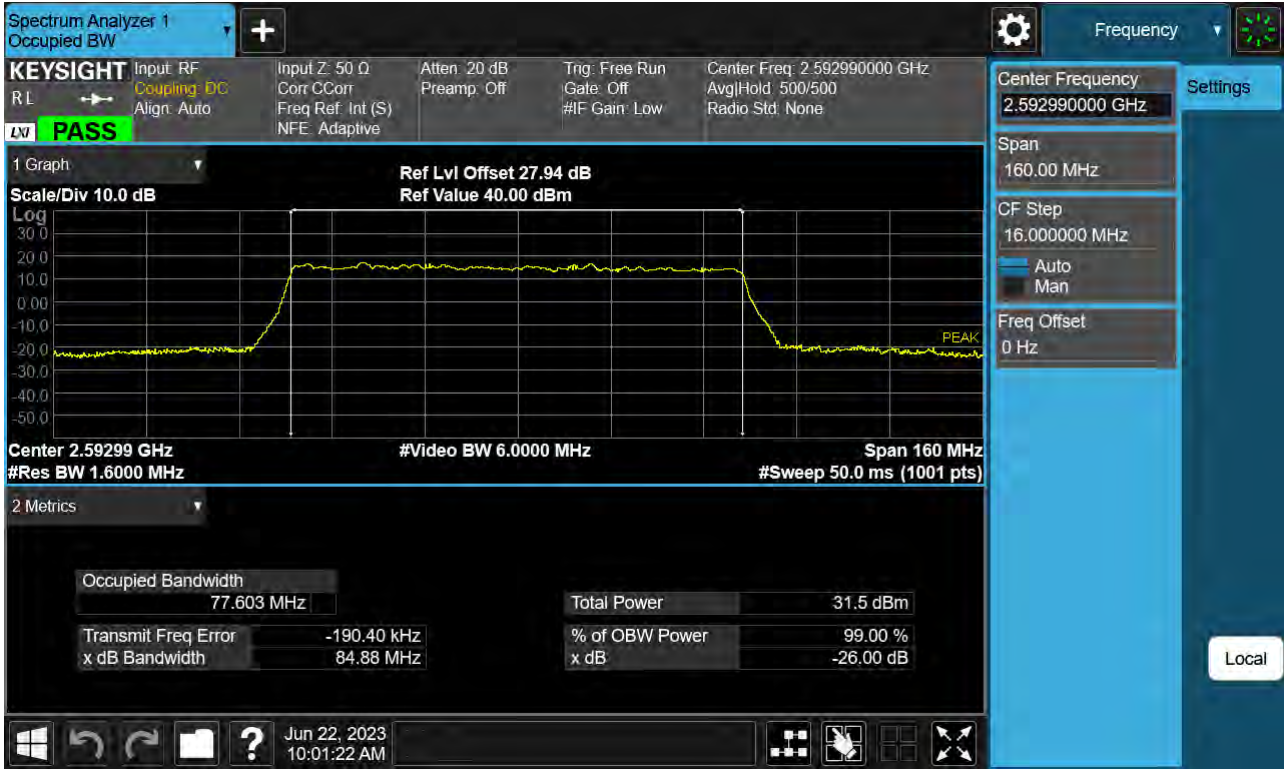 Spectrum Analyzer 1
Occupied BW
Frequency
KEYSIGHT
R L
LXI
PASS
Input: RF
Coupling: DC
Align: Auto
Input Z: 50 Ω
Corr CCorr
Freq Ref: Int (S)
NFE: Adaptive
Atten: 20 dB
Preamp: Off
Trig: Free Run
Gate: Off
#IF Gain: Low
Center Freq: 2.592990000 GHz
Avg|Hold: 500/500
Radio Std: None
Center Frequency
2.592990000 GHz
Settings
Span
160.00 MHz
CF Step
16.000000 MHz
Auto
Man
Freq Offset
0 Hz
Local
1 Graph
Scale/Div 10.0 dB
Ref Lvl Offset 27.94 dB
Ref Value 40.00 dBm
Log
30.0
20.0
10.0
0.00
-10.0
-20.0
-30.0
-40.0
-50.0
PEAK
Center 2.59299 GHz
#Video BW 6.0000 MHz
Span 160 MHz
#Res BW 1.6000 MHz
#Sweep 50.0 ms (1001 pts)
2 Metrics
Occupied Bandwidth
77.603 MHz
Total Power 31.5 dBm
Transmit Freq Error -190.40 kHz
% of OBW Power 99.00 %
x dB Bandwidth 84.88 MHz
x dB -26.00 dB
?
Jun 22, 2023
10:01:22 AM